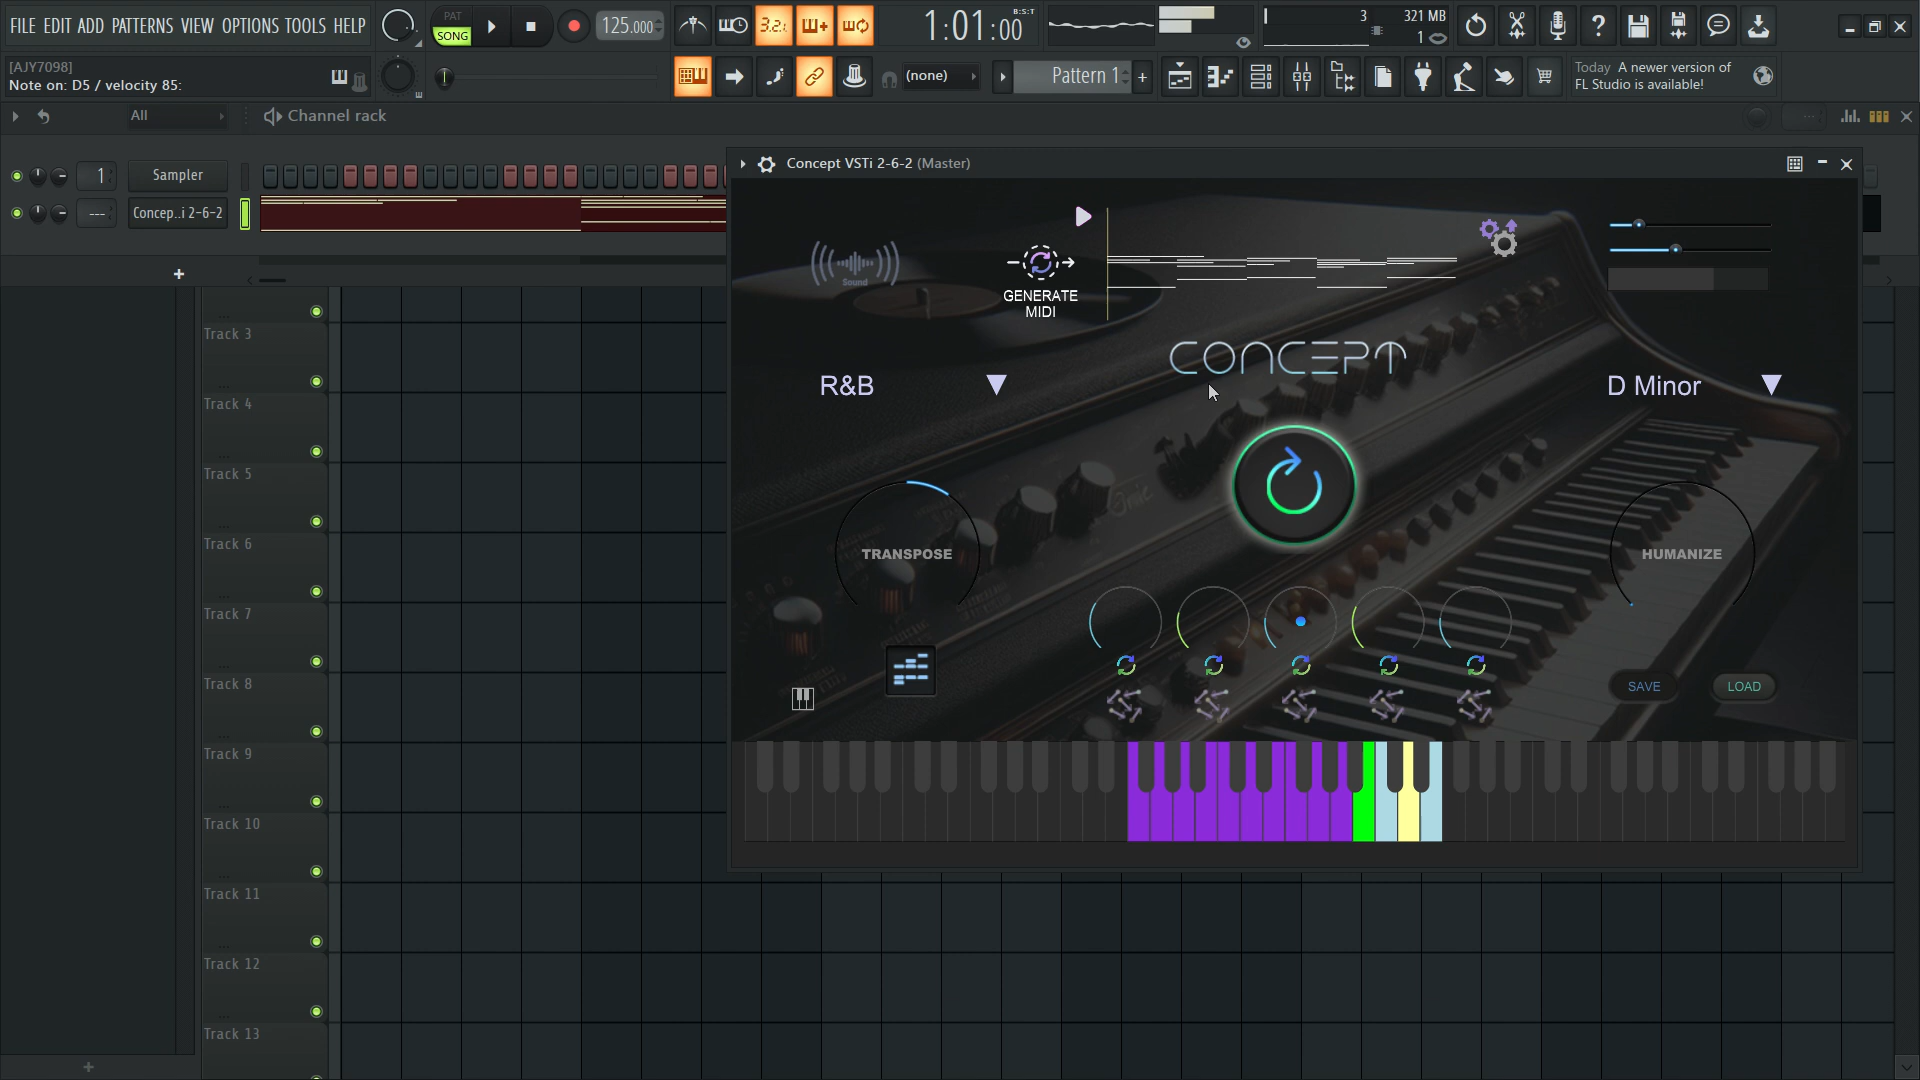 FILE EDIT ADD PATTERNS VIEW OPTIONS TOOLS HELP
PAT
SONG
125.000
3.2.
1:01:00
B:S:T
3
321 MB
1
[AJY7098]
Note on: D5 / velocity 85:
(none)
Pattern 1
+
Today A newer version of
FL Studio is available!
All
Channel rack
1
Sampler
---
Concep..i 2-6-2
+
Concept VSTi 2-6-2 (Master)
Sound
GENERATE
MIDI
CONCEPT
R&B
D Minor
TRANSPOSE
HUMANIZE
SAVE
LOAD
Track 3
Track 4
Track 5
Track 6
Track 7
Track 8
Track 9
Track 10
Track 11
Track 12
Track 13
+